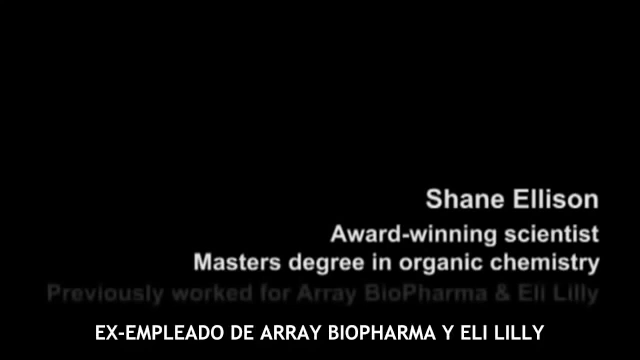 Shane Ellison
Award-winning scientist
Masters degree in organic chemistry
Previously worked for Array BioPharma & Eli Lilly
EX-EMPLEADO DE ARRAY BIOPHARMA Y ELI LILLY